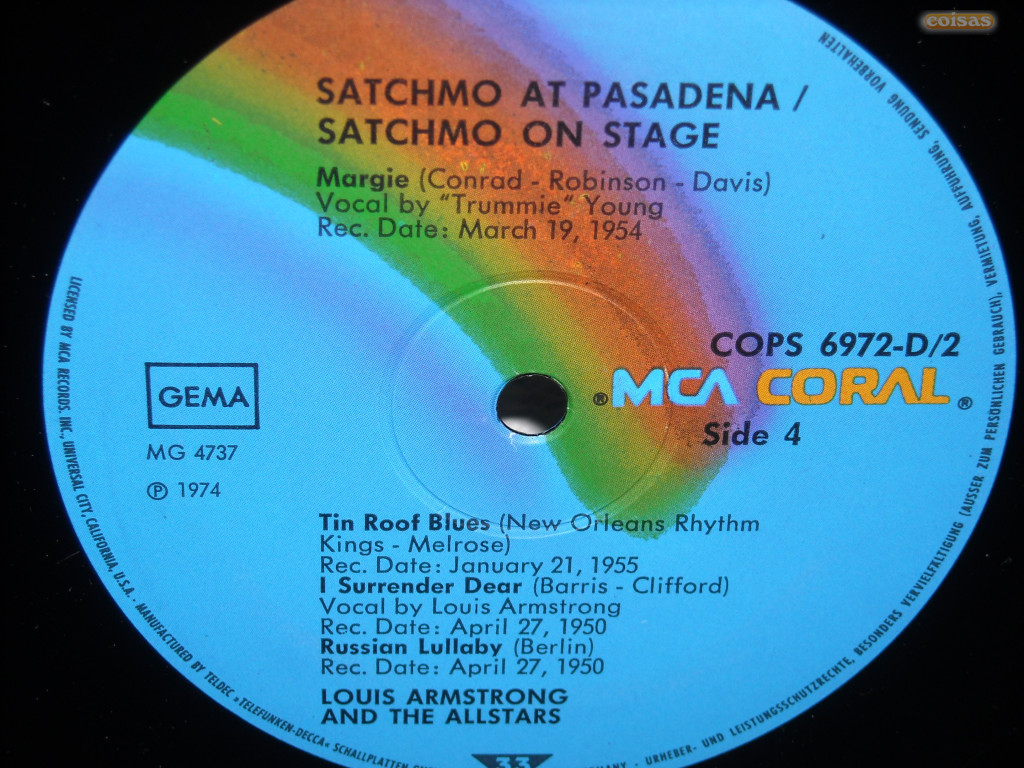 coisas
SATCHMO AT PASADENA /
SATCHMO ON STAGE
Margie (Conrad - Robinson - Davis)
Vocal by "Trummie" Young
Rec. Date: March 19, 1954
COPS 6972-D/2
® MCA CORAL ®
Side 4
GEMA
MG 4737
℗ 1974
Tin Roof Blues (New Orleans Rhythm
Kings - Melrose)
Rec. Date: January 21, 1955
I Surrender Dear (Barris - Clifford)
Vocal by Louis Armstrong
Rec. Date: April 27, 1950
Russian Lullaby (Berlin)
Rec. Date: April 27, 1950
LOUIS ARMSTRONG
AND THE ALLSTARS
33
LICENSED BY MCA RECORDS, INC., UNIVERSAL CITY, CALIFORNIA, U.S.A. · MANUFACTURED BY TELDEC »TELEFUNKEN-DECCA« SCHALLPLATTEN
URHEBER- UND LEISTUNGSSCHUTZRECHTE, BESONDERS VERVIELFÄLTIGUNG (AUSSER ZUM PERSÖNLICHEN GEBRAUCH), VERMIETUNG, AUFFÜHRUNG, SENDUNG VORBEHALTEN